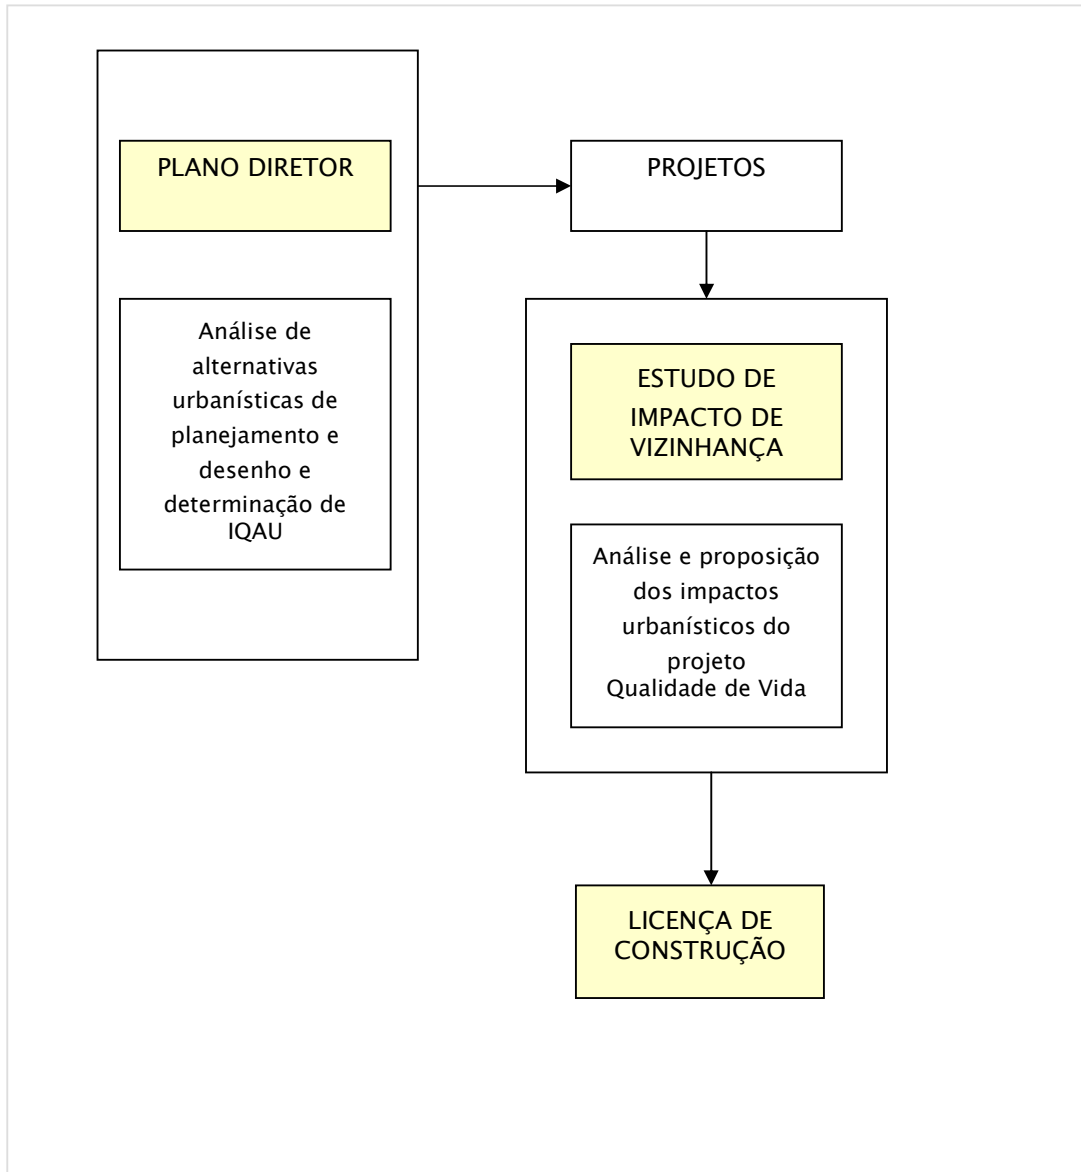 PLANO DIRETOR
PROJETOS
Análise de
alternativas
urbanísticas de
planejamento e
desenho e
determinação de
IQAU
ESTUDO DE
IMPACTO DE
VIZINHANÇA
Análise e proposição
dos impactos
urbanísticos do
projeto
Qualidade de Vida
LICENÇA DE
CONSTRUÇÃO